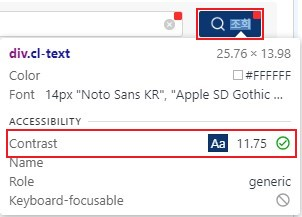 조회
div.cl-text 25.76 × 13.98
Color #FFFFFF
Font 14px "Noto Sans KR", "Apple SD Gothic ...
ACCESSIBILITY
Contrast Aa 11.75
Name
Role generic
Keyboard-focusable